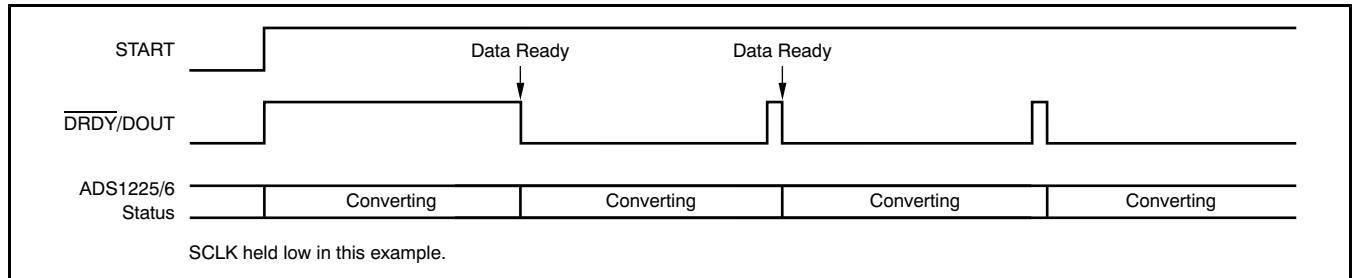 START
Data Ready
Data Ready
DRDY/DOUT
ADS1225/6
Status
Converting
Converting
Converting
Converting
SCLK held low in this example.